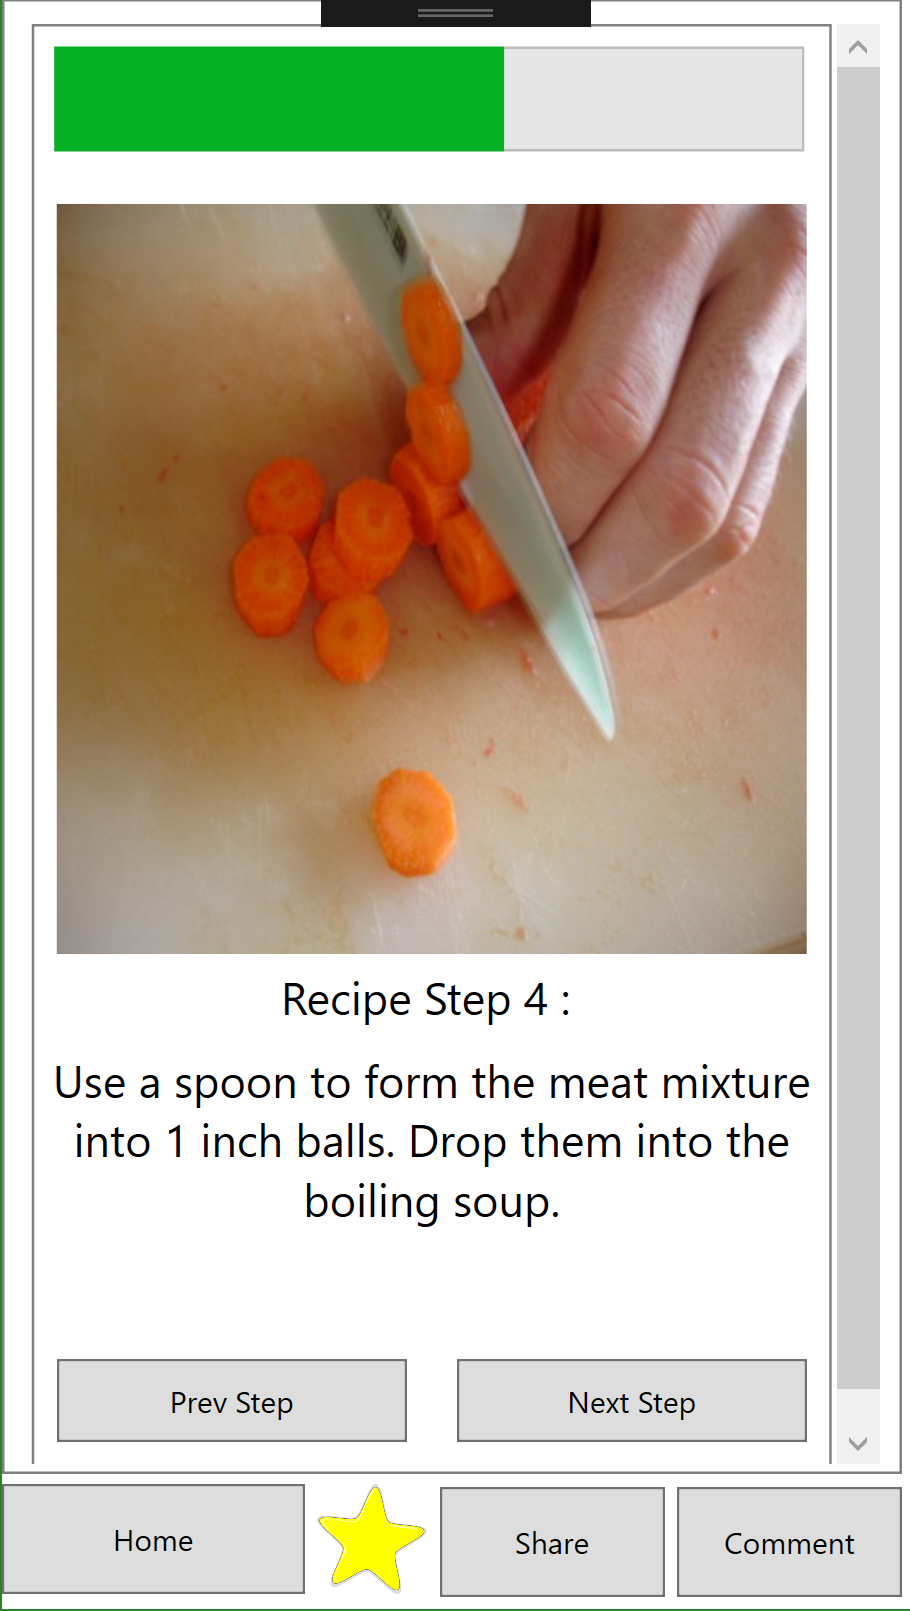 Recipe Step 4 :
Use a spoon to form the meat mixture
into 1 inch balls. Drop them into the
boiling soup.
Prev Step
Next Step
Home
Share
Comment